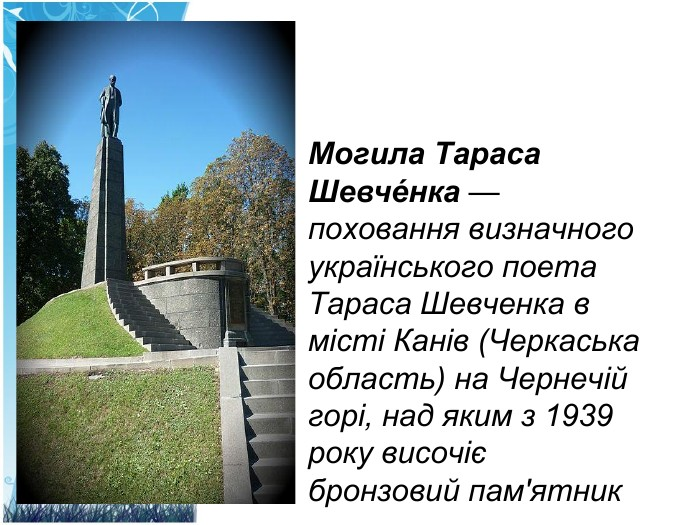 Могила Тараса
Шевче́нка —
поховання визначного
українського поета
Тараса Шевченка в
місті Канів (Черкаська
область) на Чернечій
горі, над яким з 1939
року височіє
бронзовий пам'ятник